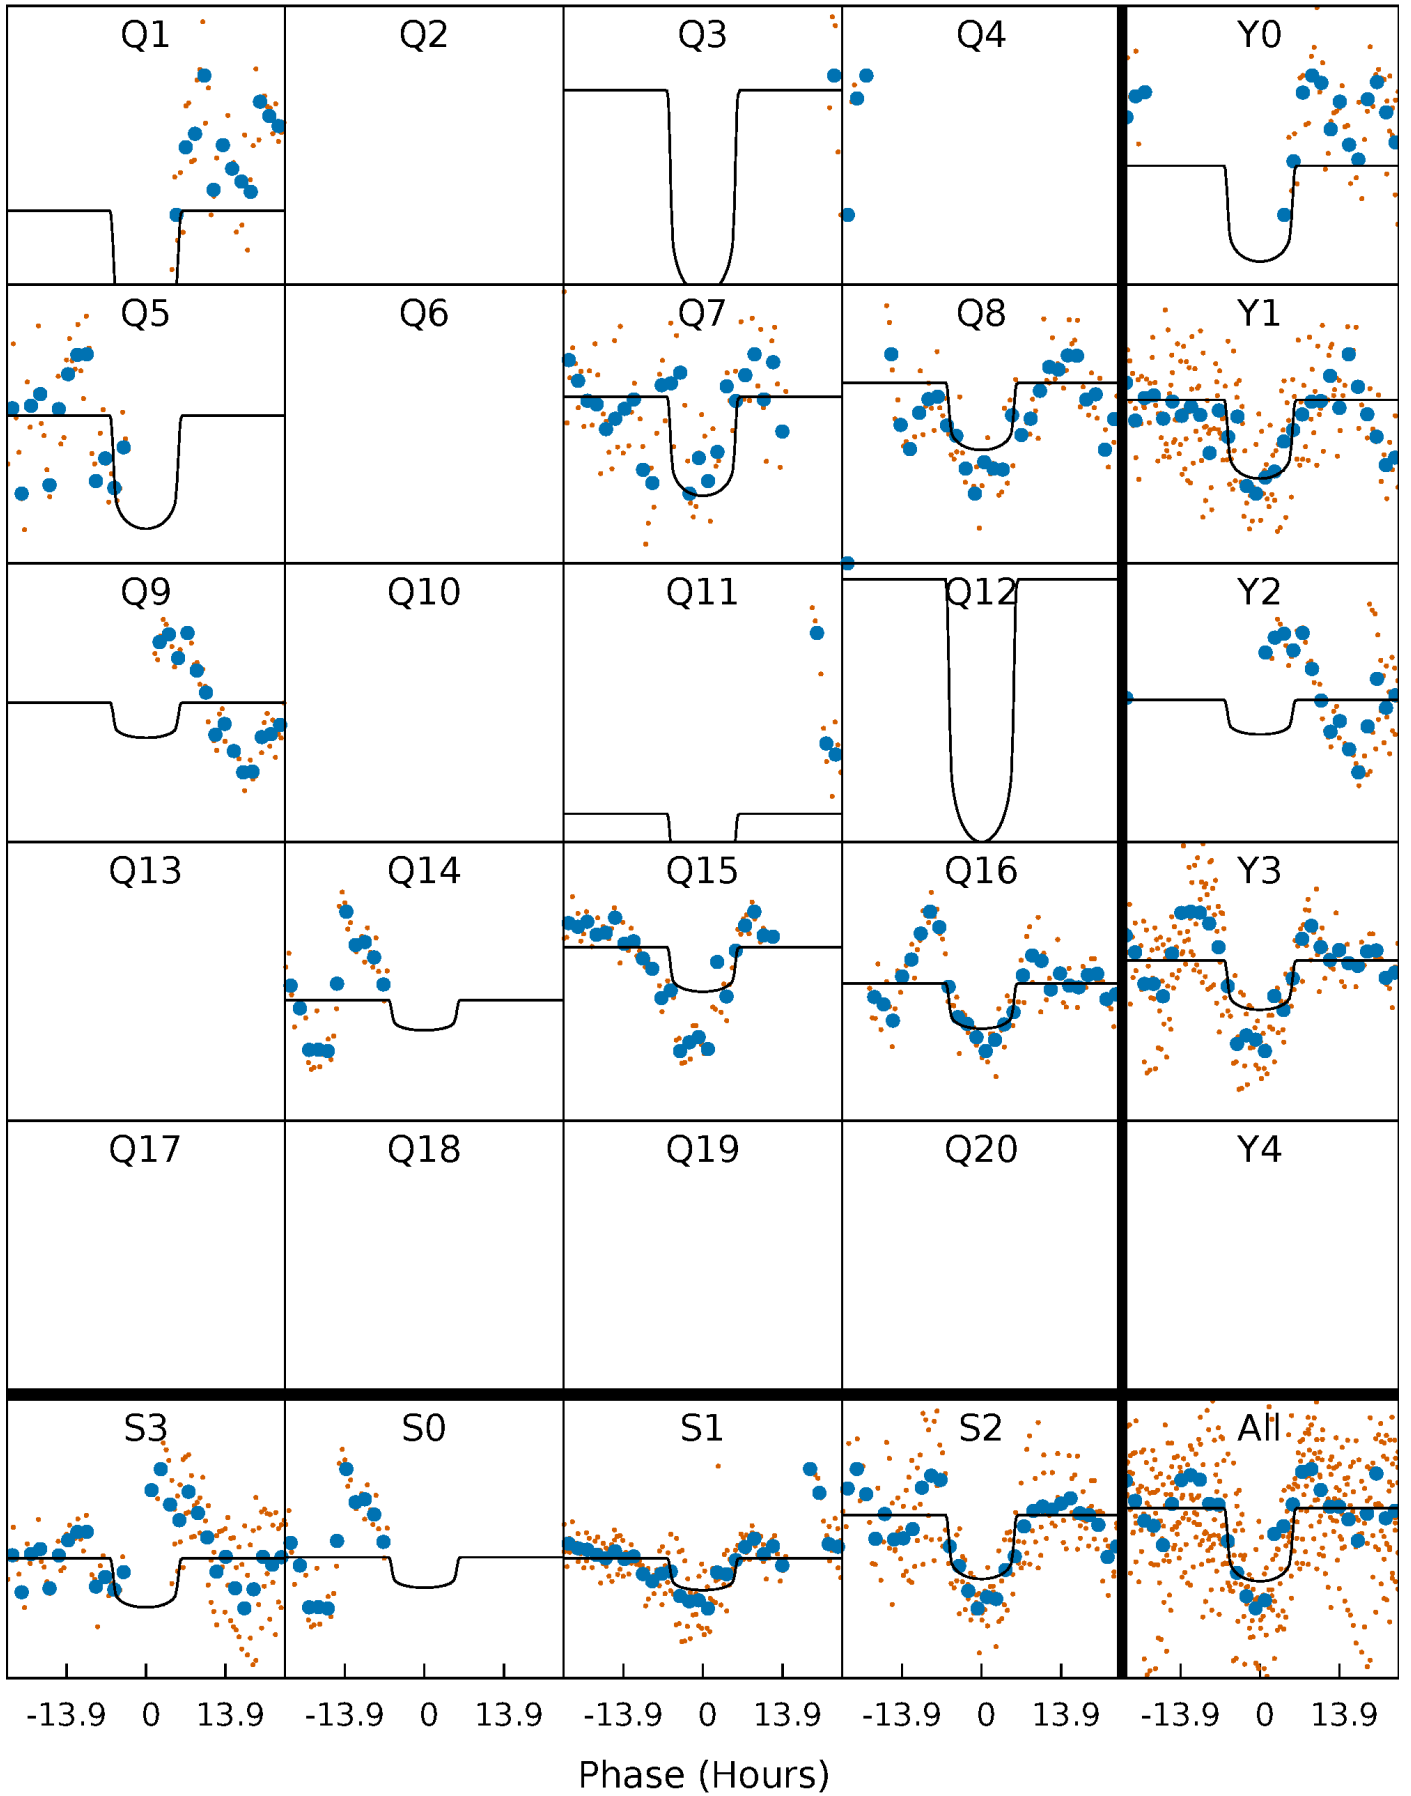 Q1 Q2 Q3 Q4 Y0
Q5 Q6 Q7 Q8 Y1
Q9 Q10 Q11 Q12 Y2
Q13 Q14 Q15 Q16 Y3
Q17 Q18 Q19 Q20 Y4
S3 S0 S1 S2 All
-13.9 0 13.9 -13.9 0 13.9 -13.9 0 13.9 -13.9 0 13.9 -13.9 0 13.9
Phase (Hours)